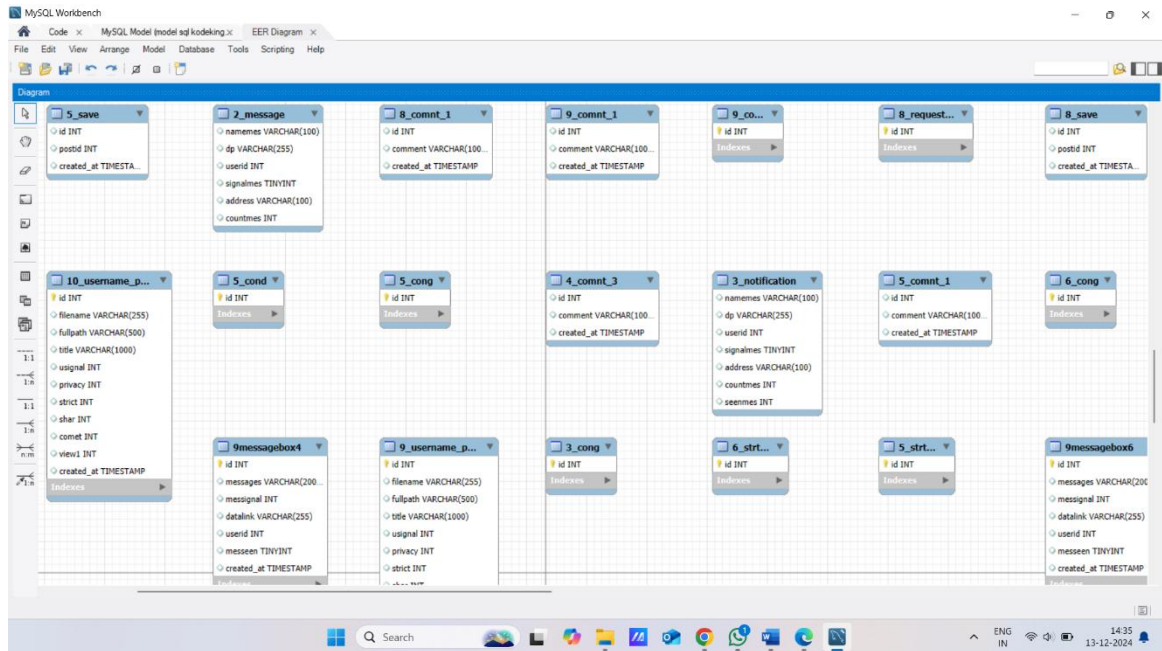 MySQL Workbench
Code × MySQL Model (model sql kodeking × EER Diagram ×
File Edit View Arrange Model Database Tools Scripting Help
Diagram
5_save 2_message 8_comnt_1 9_comnt_1 9_co... 8_request... 8_save
id INT namemes VARCHAR(100) id INT id INT id INT id INT id INT
postid INT dp VARCHAR(255) comment VARCHAR(100... comment VARCHAR(100... Indexes Indexes postid INT
created_at TIMESTA... userid INT created_at TIMESTAMP created_at TIMESTAMP created_at TIMESTA...
signalmes TINYINT
address VARCHAR(100)
countmes INT
10_username_p... 5_cond 5_cong 4_comnt_3 3_notification 5_comnt_1 6_cong
id INT id INT id INT id INT namemes VARCHAR(100) id INT id INT
filename VARCHAR(255) Indexes Indexes comment VARCHAR(100... dp VARCHAR(255) comment VARCHAR(100... Indexes
fullpath VARCHAR(500) created_at TIMESTAMP userid INT created_at TIMESTAMP
title VARCHAR(1000) signalmes TINYINT
usignal INT address VARCHAR(100)
privacy INT countmes INT
strict INT seenmes INT
shar INT
comet INT 9messagebox4 9_username_p... 3_cong 6_strt... 5_strt... 9messagebox6
view1 INT id INT id INT id INT id INT id INT id INT
created_at TIMESTAMP messages VARCHAR(200... filename VARCHAR(255) Indexes Indexes Indexes messages VARCHAR(200
Indexes messignal INT fullpath VARCHAR(500) messignal INT
datalink VARCHAR(255) title VARCHAR(1000) datalink VARCHAR(255)
userid INT usignal INT userid INT
messeen TINYINT privacy INT messeen TINYINT
created_at TIMESTAMP strict INT created_at TIMESTAMP
1:1
1:n
1:1
1:n
n:m
1:n
Search
ENG
IN
14:35
13-12-2024